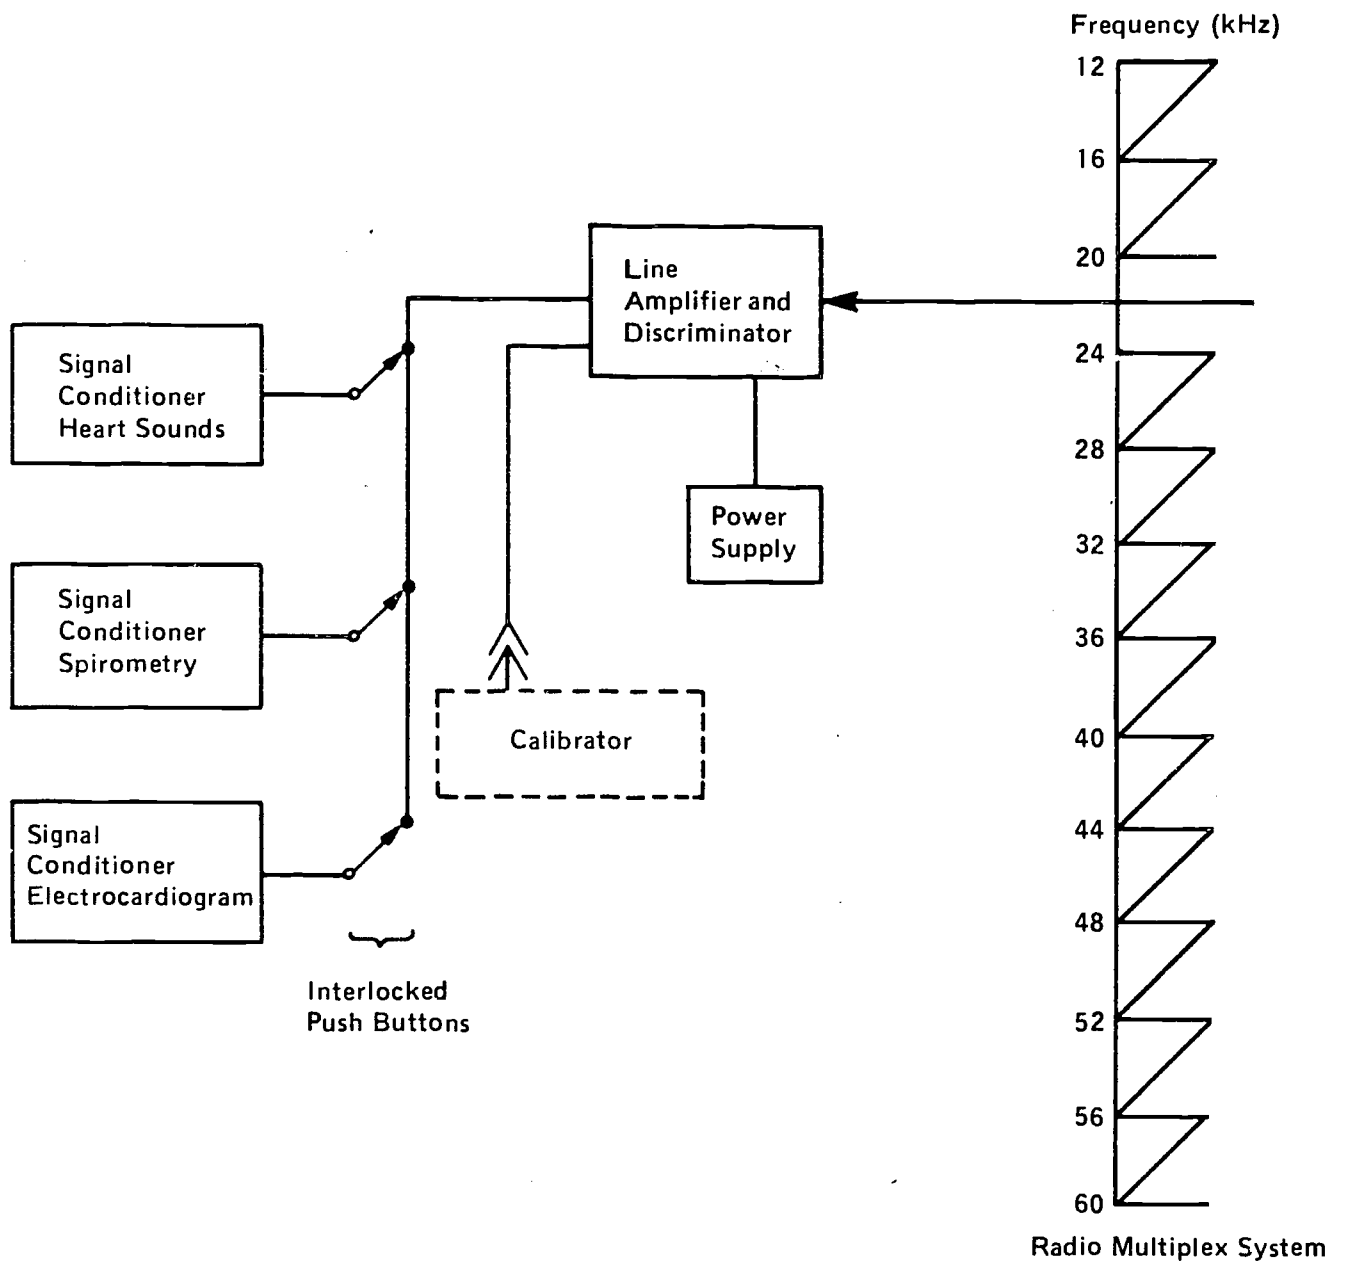 Frequency (kHz)
12
16
20
24
28
32
36
40
44
48
52
56
60
Radio Multiplex System
Line
Amplifier and
Discriminator
Power
Supply
Signal
Conditioner
Heart Sounds
Signal
Conditioner
Spirometry
Signal
Conditioner
Electrocardiogram
Calibrator
Interlocked
Push Buttons